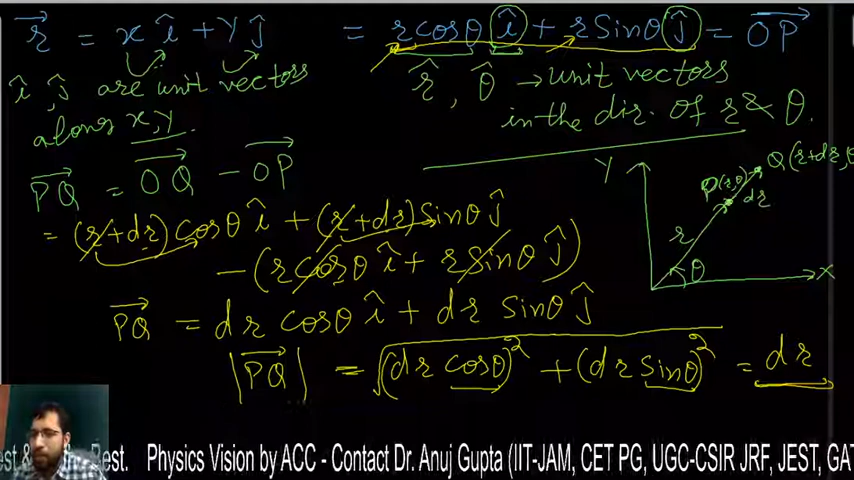 r⃗ = x î + y ĵ = r cosθ î + r sinθ ĵ = OP⃗
î, ĵ are unit vectors
along x, y.
r̂, θ̂ → unit vectors
in the dir. of r & θ.
PQ⃗ = OQ⃗ − OP⃗
= (r+dr) cosθ î + (r+dr) sinθ ĵ
− (r cosθ î + r sinθ ĵ)
PQ⃗ = dr cosθ î + dr sinθ ĵ
|PQ⃗| = √(dr cosθ)² + (dr sinθ)² = dr
Y
P(r,θ)
Q(r+dr, θ
dr
r
θ
X
est. Physics Vision by ACC - Contact Dr. Anuj Gupta (IIT-JAM, CET PG, UGC-CSIR JRF, JEST, GAT